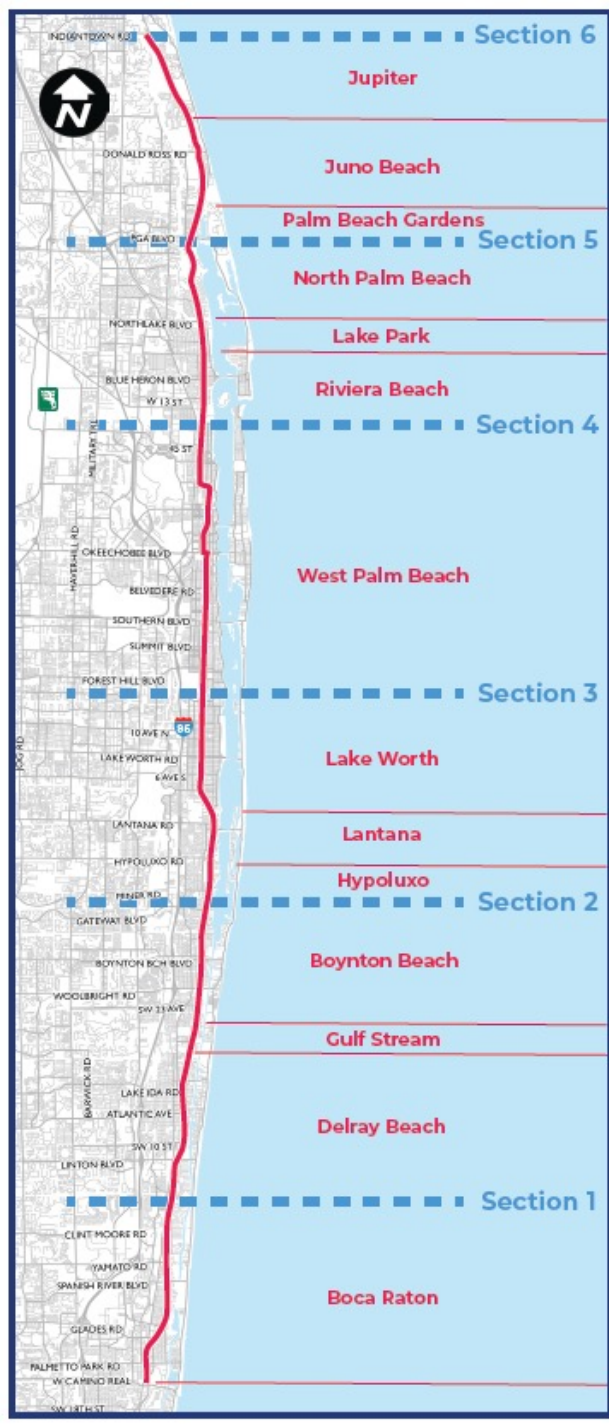 INDIANTOWN RD
Section 6
Jupiter
N
DONALD ROSS RD
Juno Beach
Palm Beach Gardens
PGA BLVD
Section 5
North Palm Beach
NORTHLAKE BLVD
Lake Park
BLUE HERON BLVD
Riviera Beach
W 13 ST
MILITARY TRL
Section 4
45 ST
HAVERHILL RD
OKEECHOBEE BLVD
West Palm Beach
BELVEDERE RD
SOUTHERN BLVD
SUMMIT BLVD
FOREST HILL BLVD
Section 3
95
10 AVE N
JOG RD
LAKE WORTH RD
Lake Worth
6 AVE S
LANTANA RD
Lantana
HYPOLUXO RD
Hypoluxo
MINER RD
Section 2
GATEWAY BLVD
BOYNTON BCH BLVD
Boynton Beach
WOOLBRIGHT RD
SW 23 AVE
Gulf Stream
BARWICK RD
LAKE IDA RD
ATLANTIC AVE
Delray Beach
SW 10 ST
LINTON BLVD
Section 1
CLINT MOORE RD
YAMATO RD
SPANISH RIVER BLVD
Boca Raton
GLADES RD
PALMETTO PARK RD
W CAMINO REAL
SW 18TH ST